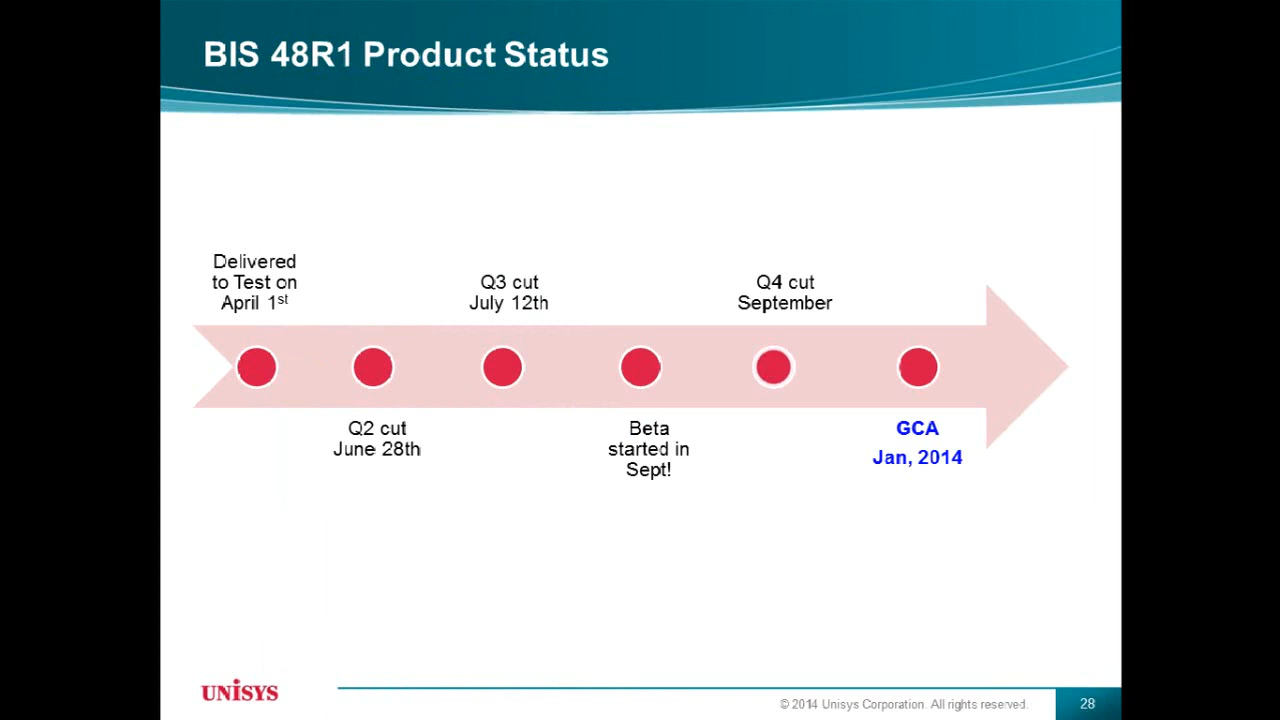 BIS 48R1 Product Status
Delivered
to Test on
April 1st
Q2 cut
June 28th
Q3 cut
July 12th
Beta
started in
Sept!
Q4 cut
September
GCA
Jan, 2014
UNISYS
© 2014 Unisys Corporation. All rights reserved.
28